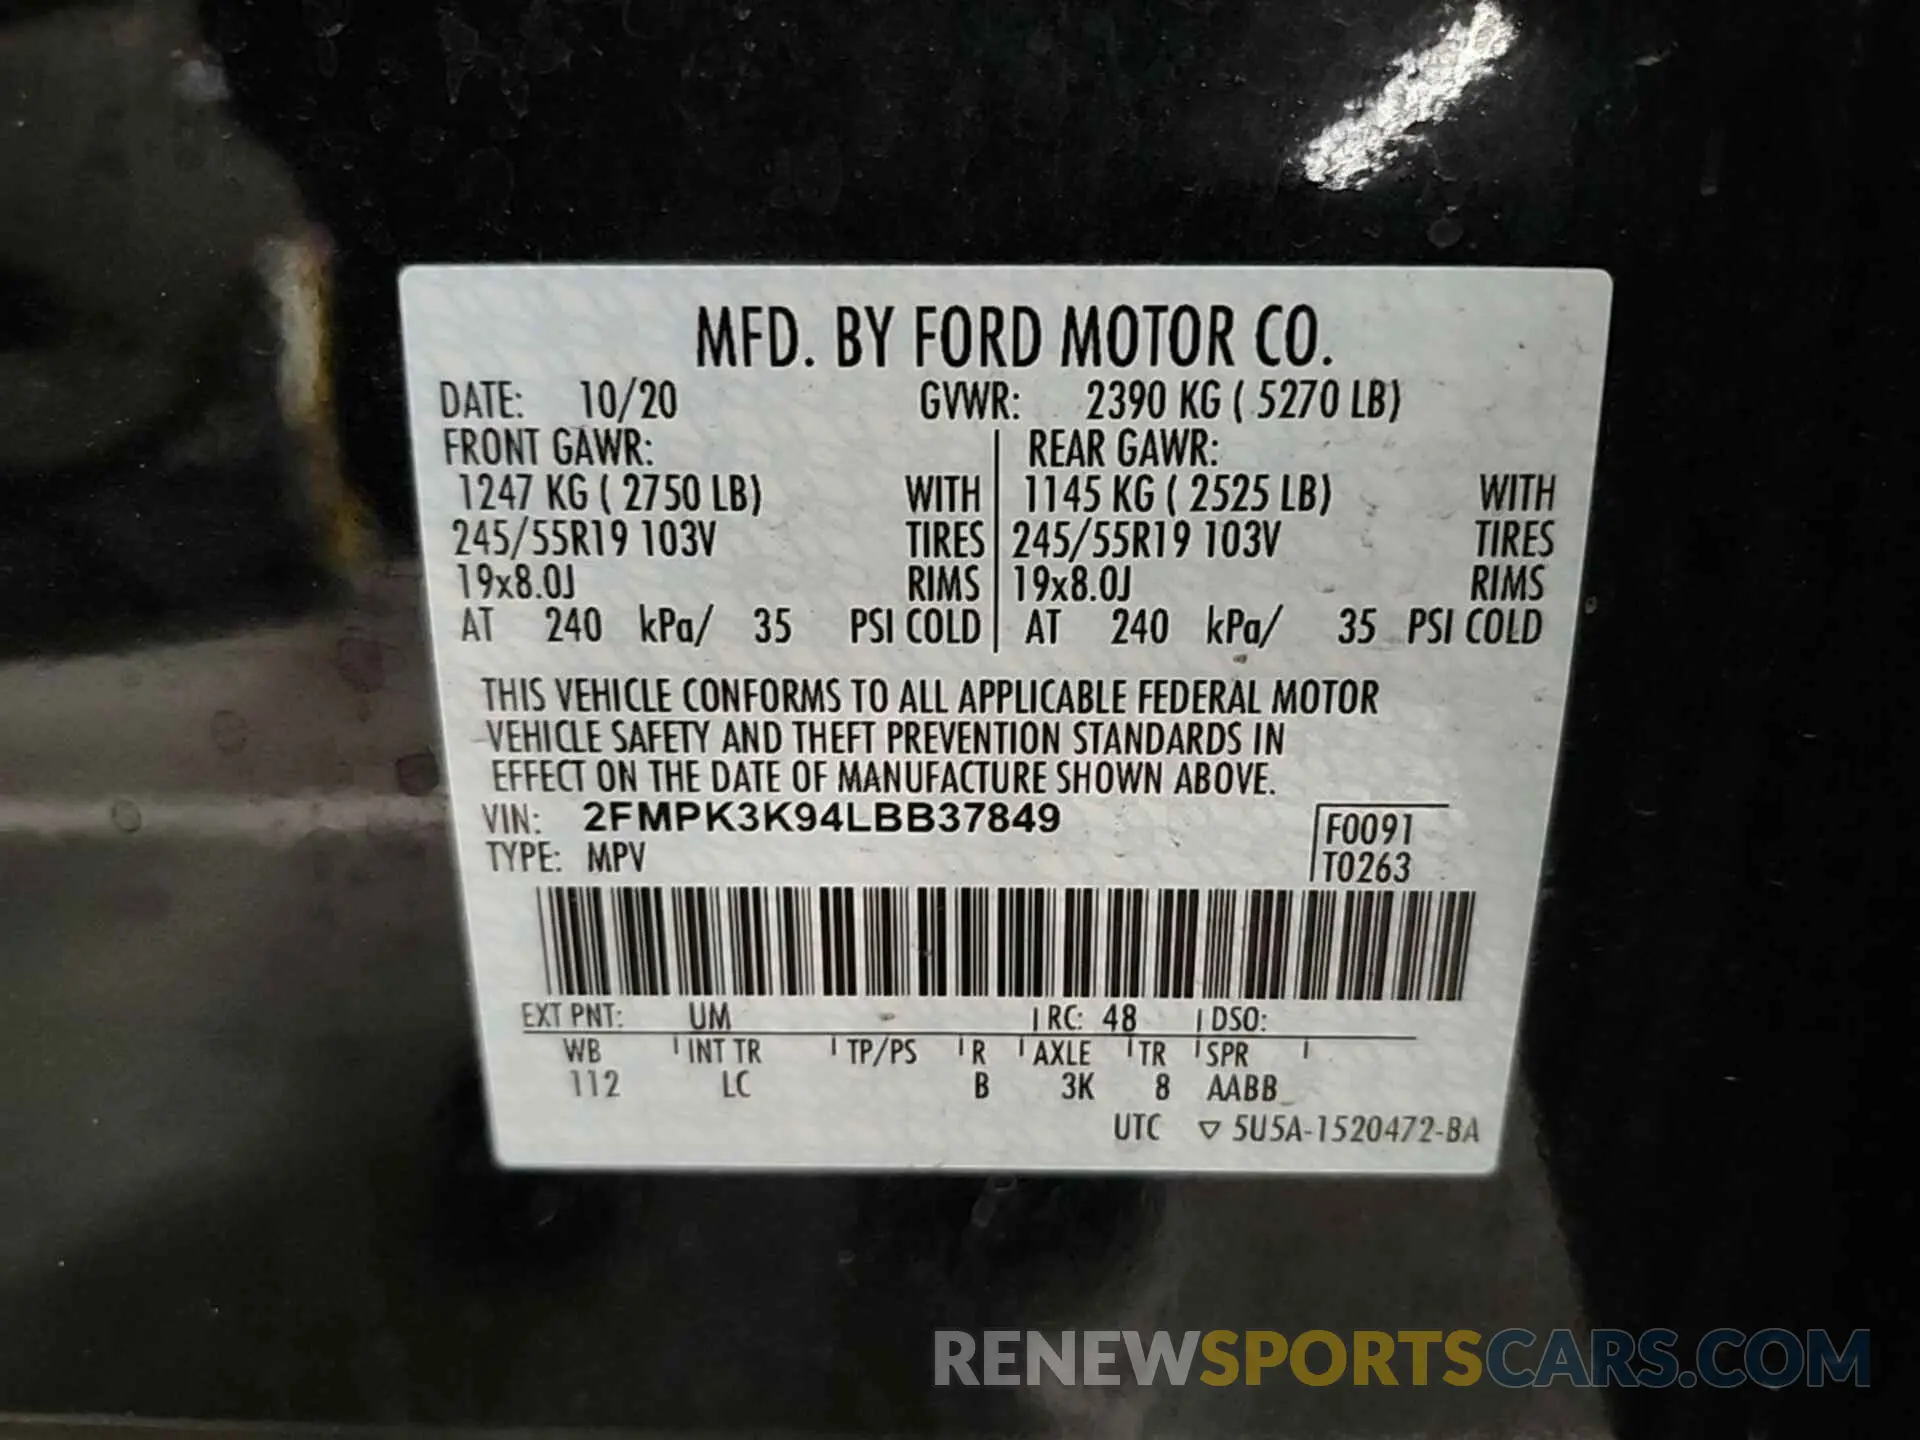 MFD. BY FORD MOTOR CO.
DATE: 10/20 GVWR: 2390 KG ( 5270 LB)
FRONT GAWR: REAR GAWR:
1247 KG ( 2750 LB) WITH 1145 KG ( 2525 LB) WITH
245/55R19 103V TIRES 245/55R19 103V TIRES
19x8.0J RIMS 19x8.0J RIMS
AT 240 kPa/ 35 PSI COLD AT 240 kPa/ 35 PSI COLD
THIS VEHICLE CONFORMS TO ALL APPLICABLE FEDERAL MOTOR
VEHICLE SAFETY AND THEFT PREVENTION STANDARDS IN
EFFECT ON THE DATE OF MANUFACTURE SHOWN ABOVE.
VIN: 2FMPK3K94LBB37849 F0091
TYPE: MPV T0263
EXT PNT: UM RC: 48 DSO:
WB INT TR TP/PS R AXLE TR SPR
112 LC B 3K 8 AABB
UTC ▽ 5U5A-1520472-BA
RENEWSPORTSCARS.COM